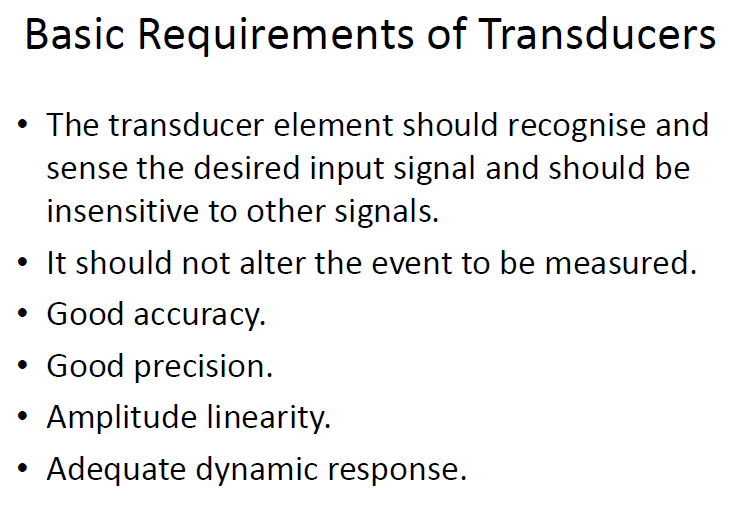 Basic Requirements of Transducers
• The transducer element should recognise and
sense the desired input signal and should be
insensitive to other signals.
• It should not alter the event to be measured.
• Good accuracy.
• Good precision.
• Amplitude linearity.
• Adequate dynamic response.